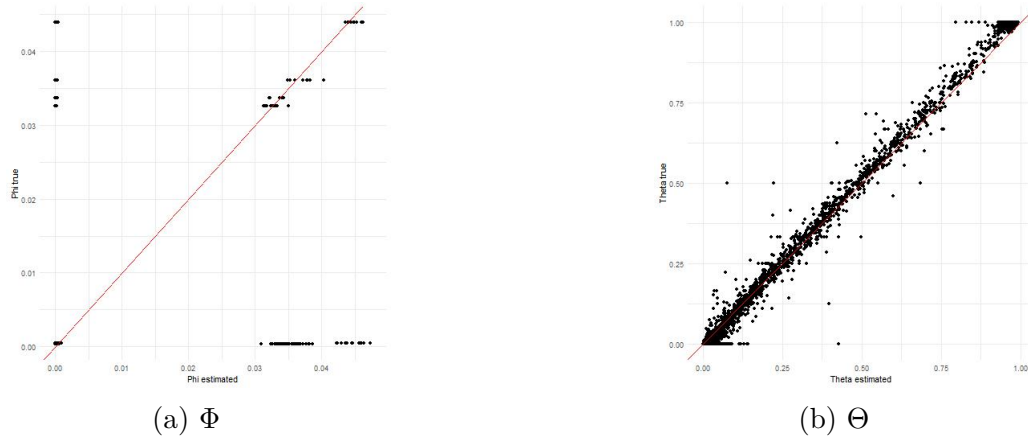 0.04
0.03
0.02
0.01
0.00
Phi true
0.00 0.01 0.02 0.03 0.04
Phi estimated
(a) Φ
1.00
0.75
0.50
0.25
0.00
Theta true
0.00 0.25 0.50 0.75 1.00
Theta estimated
(b) Θ